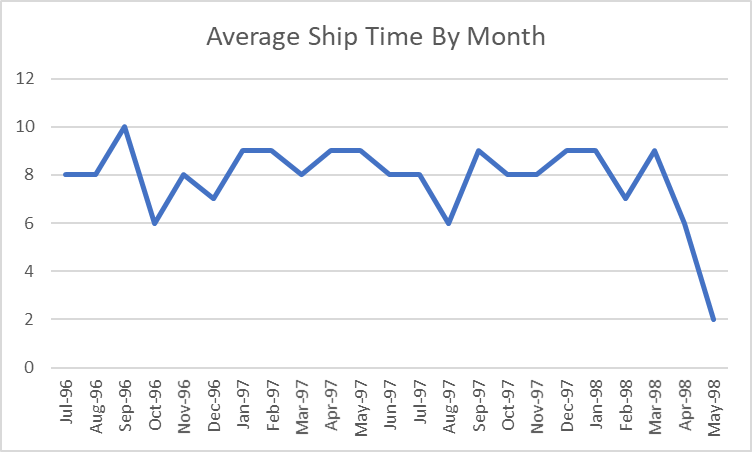 Average Ship Time By Month
12
10
8
6
4
2
0
Jul-96
Aug-96
Sep-96
Oct-96
Nov-96
Dec-96
Jan-97
Feb-97
Mar-97
Apr-97
May-97
Jun-97
Jul-97
Aug-97
Sep-97
Oct-97
Nov-97
Dec-97
Jan-98
Feb-98
Mar-98
Apr-98
May-98